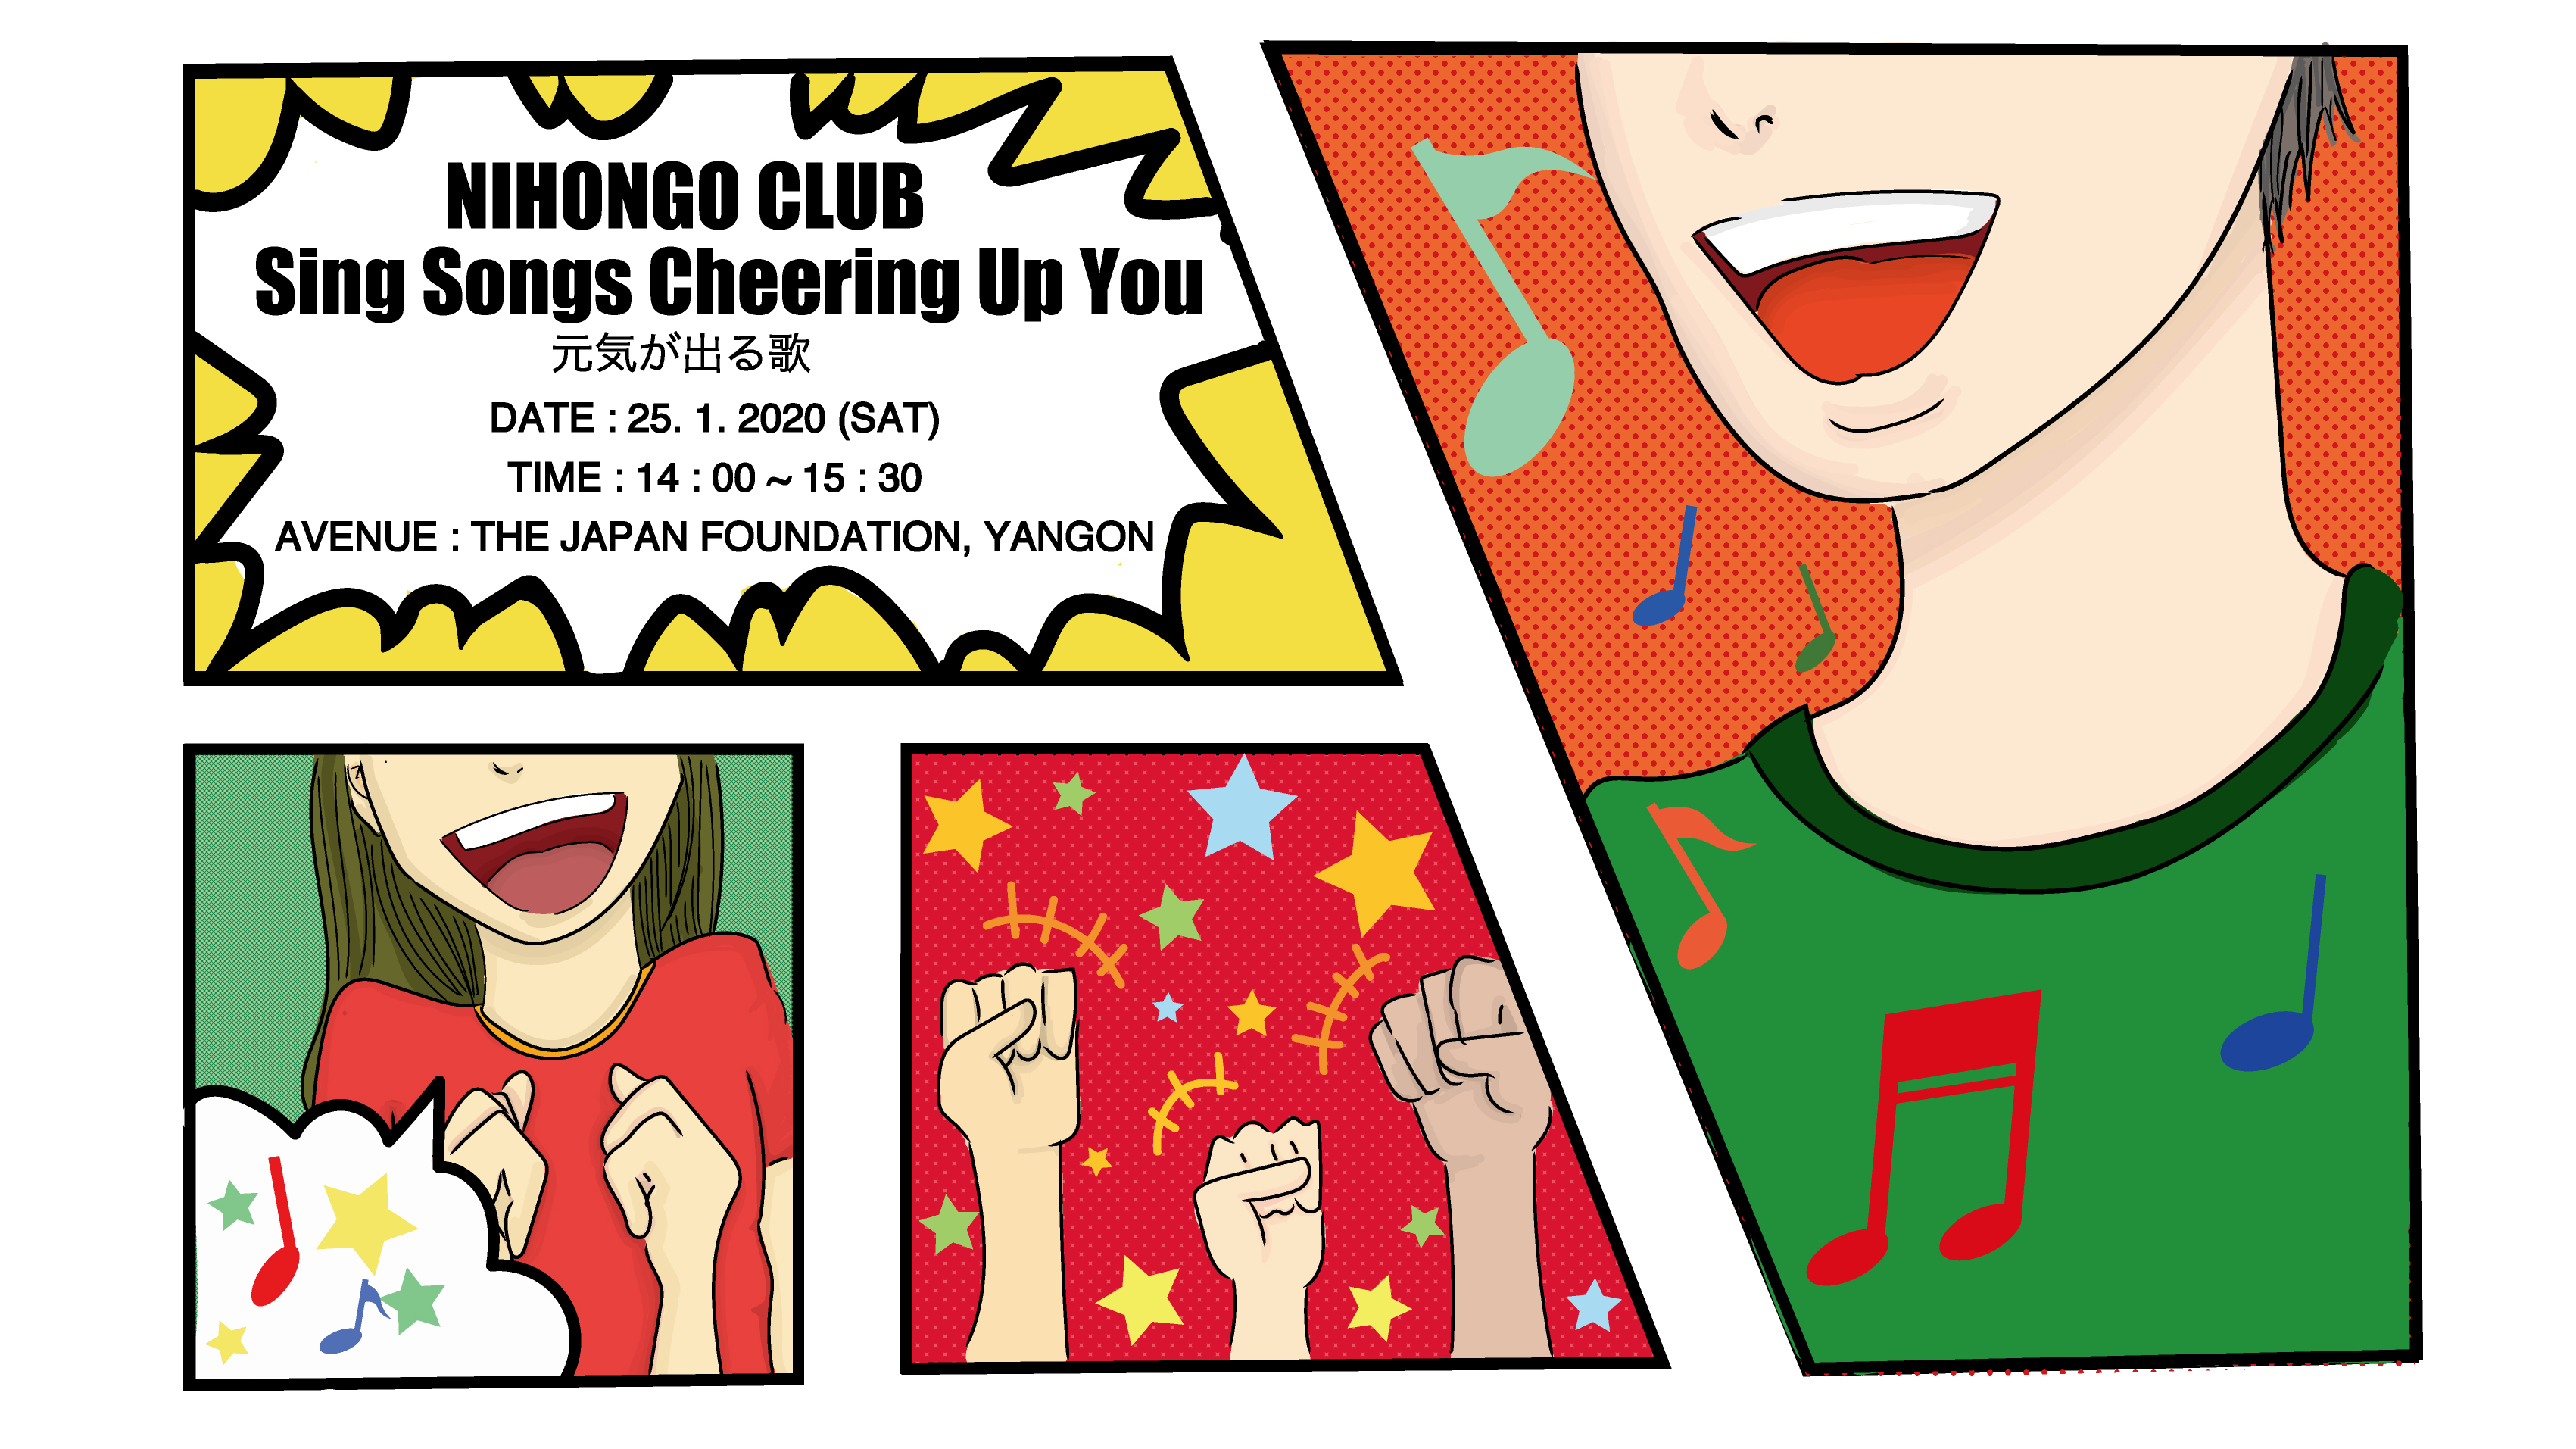 NIHONGO CLUB
Sing Songs Cheering Up You
元気が出る歌
DATE : 25. 1. 2020 (SAT)
TIME : 14 : 00 ~ 15 : 30
AVENUE : THE JAPAN FOUNDATION, YANGON